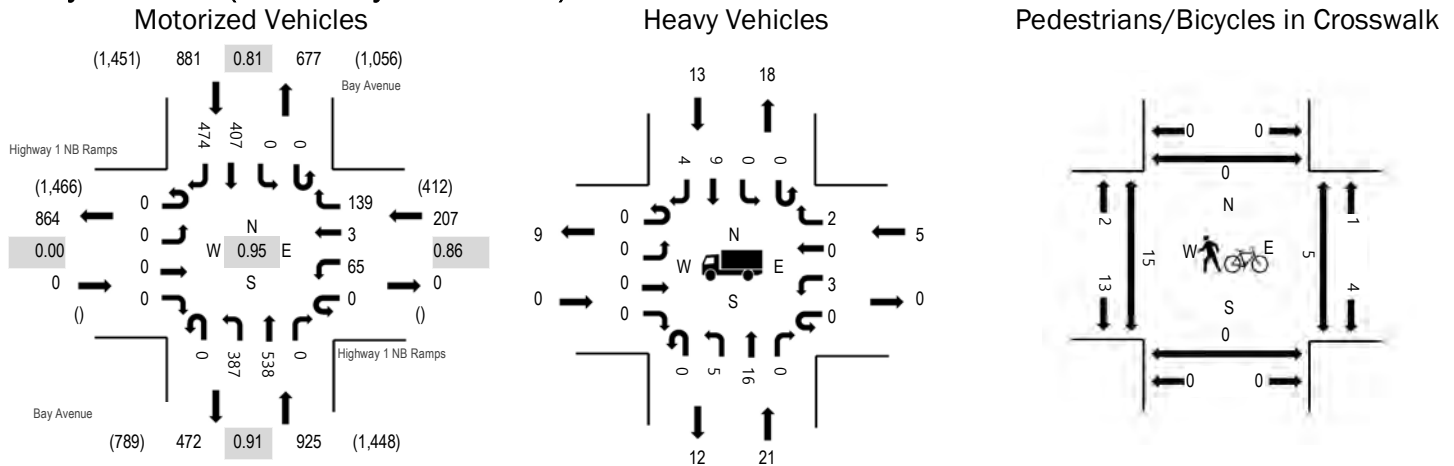 Motorized Vehicles
(1,451) 881 0.81 677 (1,056)
Bay Avenue
474 407 0 0
Highway 1 NB Ramps
(1,466) 864 0.00 0 ()
0 0 0 0
N
W 0.95 E
S
139 3 65 0
(412) 207 0.86 0 ()
0 387 538 0
Highway 1 NB Ramps
Bay Avenue
(789) 472 0.91 925 (1,448)
Heavy Vehicles
13 18
4 9 0 0
9 0
0 0 0 0
N
W E
S
2 0 3 0
5 0
0 5 16 0
12 21
Pedestrians/Bicycles in Crosswalk
0 0
0
N
2 13 15
W E
5 1 4
S
0
0 0